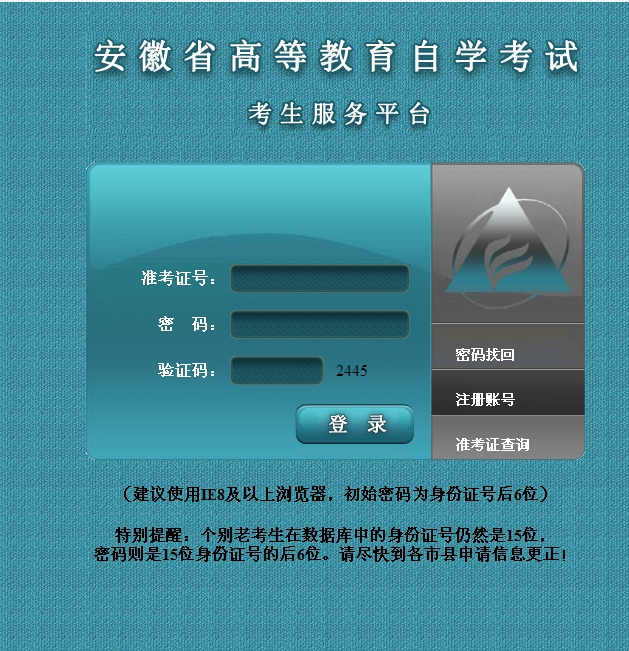 安徽省高等教育自学考试
考生服务平台
准考证号：
密 码：
验证码： 2445
登 录
密码找回
注册账号
准考证查询
（建议使用IE8及以上浏览器，初始密码为身份证号后6位）
特别提醒：个别老考生在数据库中的身份证号仍然是15位，
密码则是15位身份证号的后6位。请尽快到各市县申请信息更正！